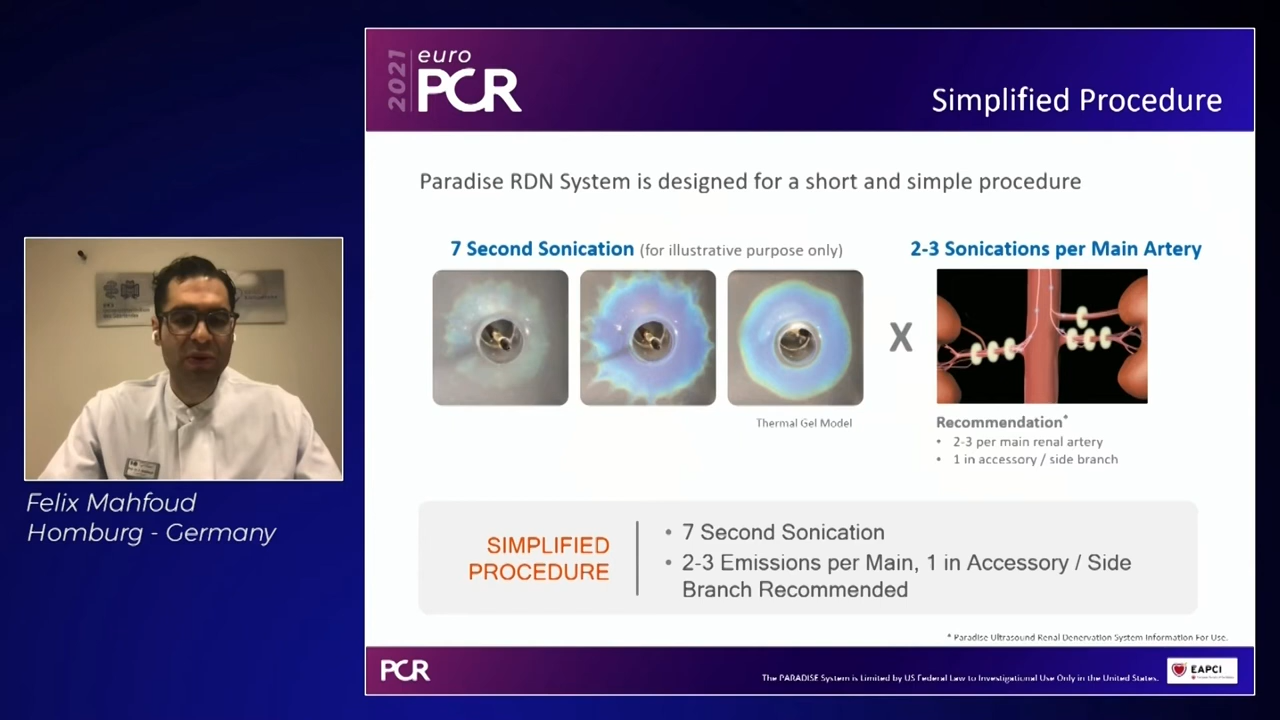 2021
euro
PCR
Simplified Procedure
Paradise RDN System is designed for a short and simple procedure
7 Second Sonication (for illustrative purpose only)
2-3 Sonications per Main Artery
X
Thermal Gel Model
Recommendation*
• 2-3 per main renal artery
• 1 in accessory / side branch
Felix Mahfoud
Homburg - Germany
SIMPLIFIED
PROCEDURE
• 7 Second Sonication
• 2-3 Emissions per Main, 1 in Accessory / Side
Branch Recommended
* Paradise Ultrasound Renal Denervation System Information For Use.
PCR
The PARADISE System is Limited by US Federal Law to Investigational Use Only in the United States.
EAPCI